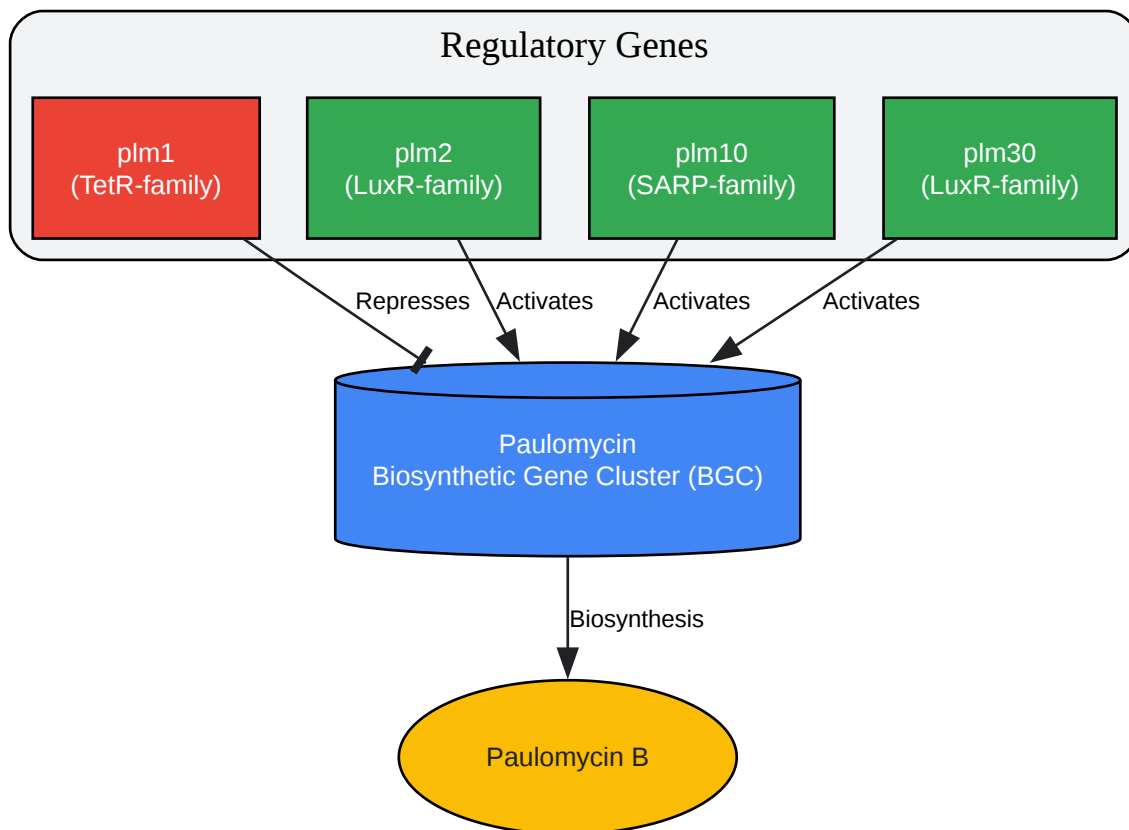 Regulatory Genes
plm1
(TetR-family)
plm2
(LuxR-family)
plm10
(SARP-family)
plm30
(LuxR-family)
Represses
Activates
Activates
Activates
Paulomycin
Biosynthetic Gene Cluster (BGC)
Biosynthesis
Paulomycin B